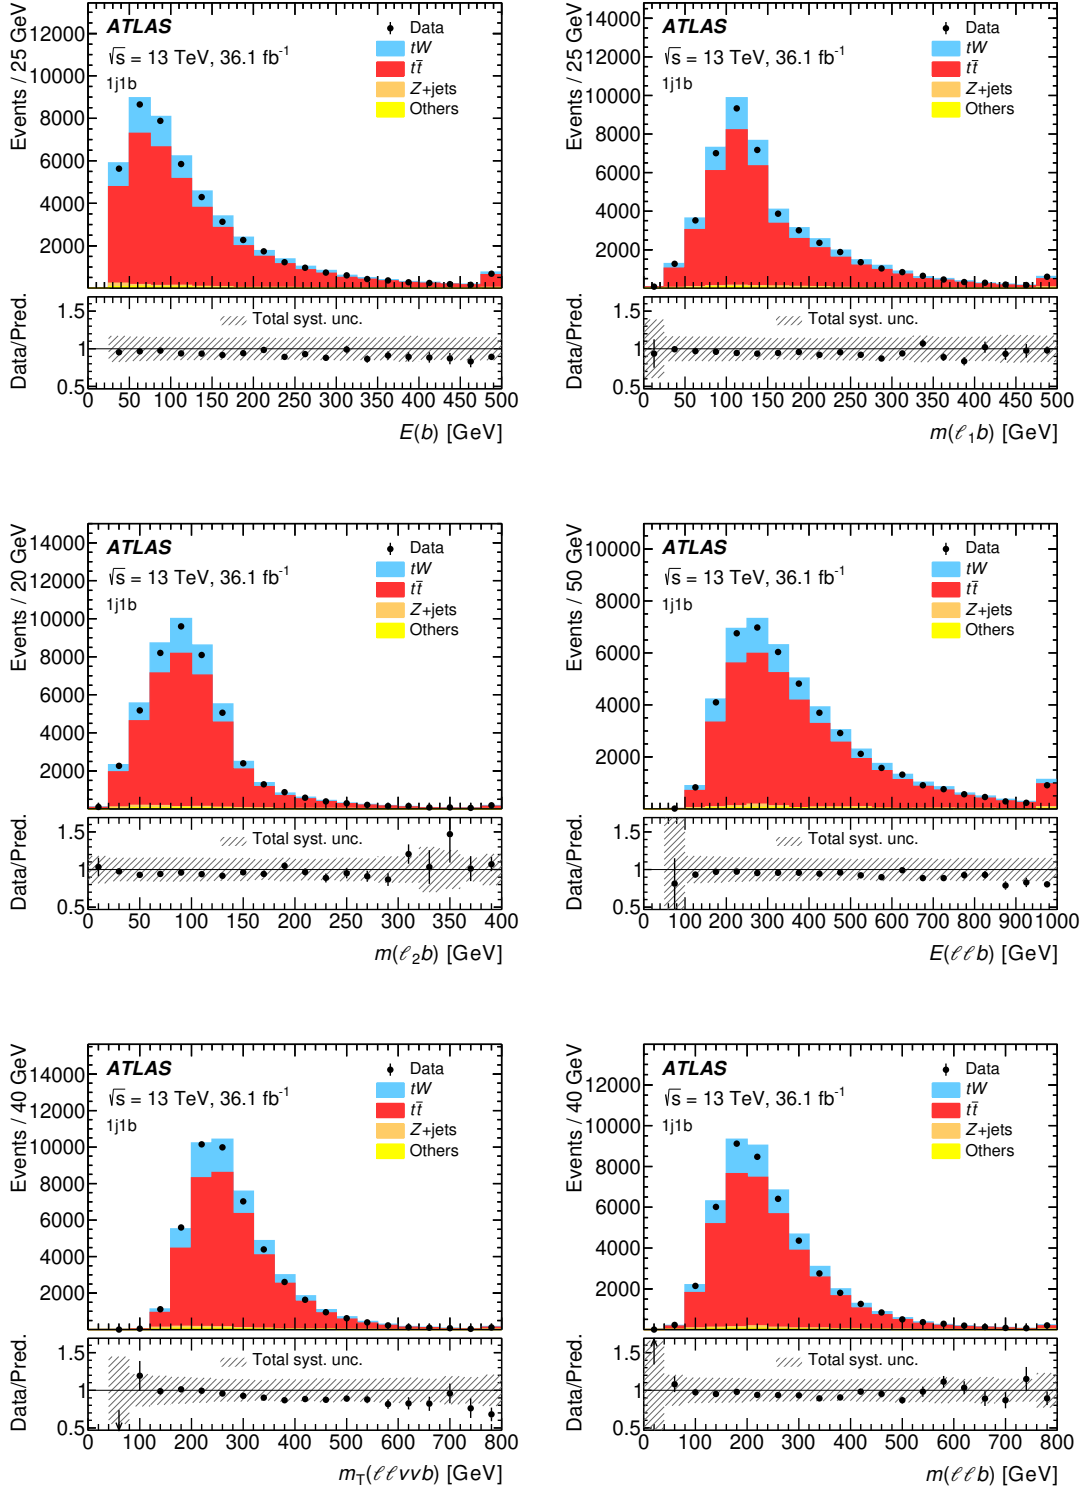 Events / 25 GeV
ATLAS
√s = 13 TeV, 36.1 fb⁻¹
1j1b
Data
tW
tt̄
Z+jets
Others
12000
10000
8000
6000
4000
2000
Data/Pred.
Total syst. unc.
1.5
1
0.5
0 50 100 150 200 250 300 350 400 450 500
E(b) [GeV]
Events / 25 GeV
ATLAS
√s = 13 TeV, 36.1 fb⁻¹
1j1b
Data
tW
tt̄
Z+jets
Others
14000
12000
10000
8000
6000
4000
2000
Data/Pred.
Total syst. unc.
1.5
1
0.5
0 50 100 150 200 250 300 350 400 450 500
m(ℓ₁b) [GeV]
Events / 20 GeV
ATLAS
√s = 13 TeV, 36.1 fb⁻¹
1j1b
Data
tW
tt̄
Z+jets
Others
14000
12000
10000
8000
6000
4000
2000
Data/Pred.
Total syst. unc.
1.5
1
0.5
0 50 100 150 200 250 300 350 400
m(ℓ₂b) [GeV]
Events / 50 GeV
ATLAS
√s = 13 TeV, 36.1 fb⁻¹
1j1b
Data
tW
tt̄
Z+jets
Others
10000
8000
6000
4000
2000
Data/Pred.
Total syst. unc.
1.5
1
0.5
0 100 200 300 400 500 600 700 800 900 1000
E(ℓℓb) [GeV]
Events / 40 GeV
ATLAS
√s = 13 TeV, 36.1 fb⁻¹
1j1b
Data
tW
tt̄
Z+jets
Others
14000
12000
10000
8000
6000
4000
2000
Data/Pred.
Total syst. unc.
1.5
1
0.5
0 100 200 300 400 500 600 700 800
m_T(ℓℓννb) [GeV]
Events / 40 GeV
ATLAS
√s = 13 TeV, 36.1 fb⁻¹
1j1b
Data
tW
tt̄
Z+jets
Others
12000
10000
8000
6000
4000
2000
Data/Pred.
Total syst. unc.
1.5
1
0.5
0 100 200 300 400 500 600 700 800
m(ℓℓb) [GeV]